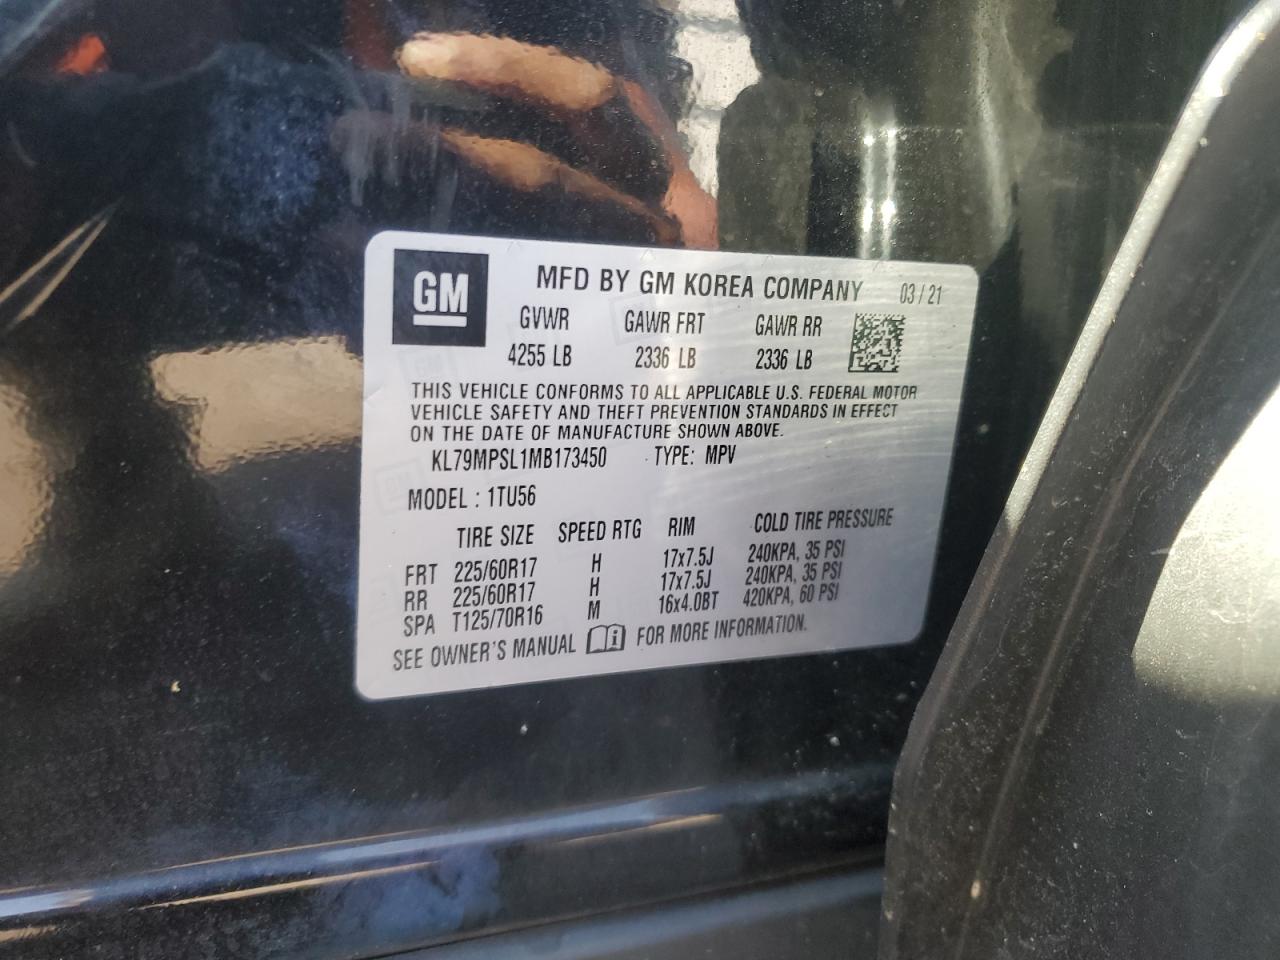 GM
MFD BY GM KOREA COMPANY 03/21
GVWR GAWR FRT GAWR RR
4255 LB 2336 LB 2336 LB
THIS VEHICLE CONFORMS TO ALL APPLICABLE U.S. FEDERAL MOTOR
VEHICLE SAFETY AND THEFT PREVENTION STANDARDS IN EFFECT
ON THE DATE OF MANUFACTURE SHOWN ABOVE.
KL79MPSL1MB173450 TYPE: MPV
MODEL : 1TU56
TIRE SIZE SPEED RTG RIM COLD TIRE PRESSURE
FRT 225/60R17 H 17x7.5J 240KPA, 35 PSI
RR 225/60R17 H 17x7.5J 240KPA, 35 PSI
SPA T125/70R16 M 16x4.0BT 420KPA, 60 PSI
SEE OWNER'S MANUAL FOR MORE INFORMATION.